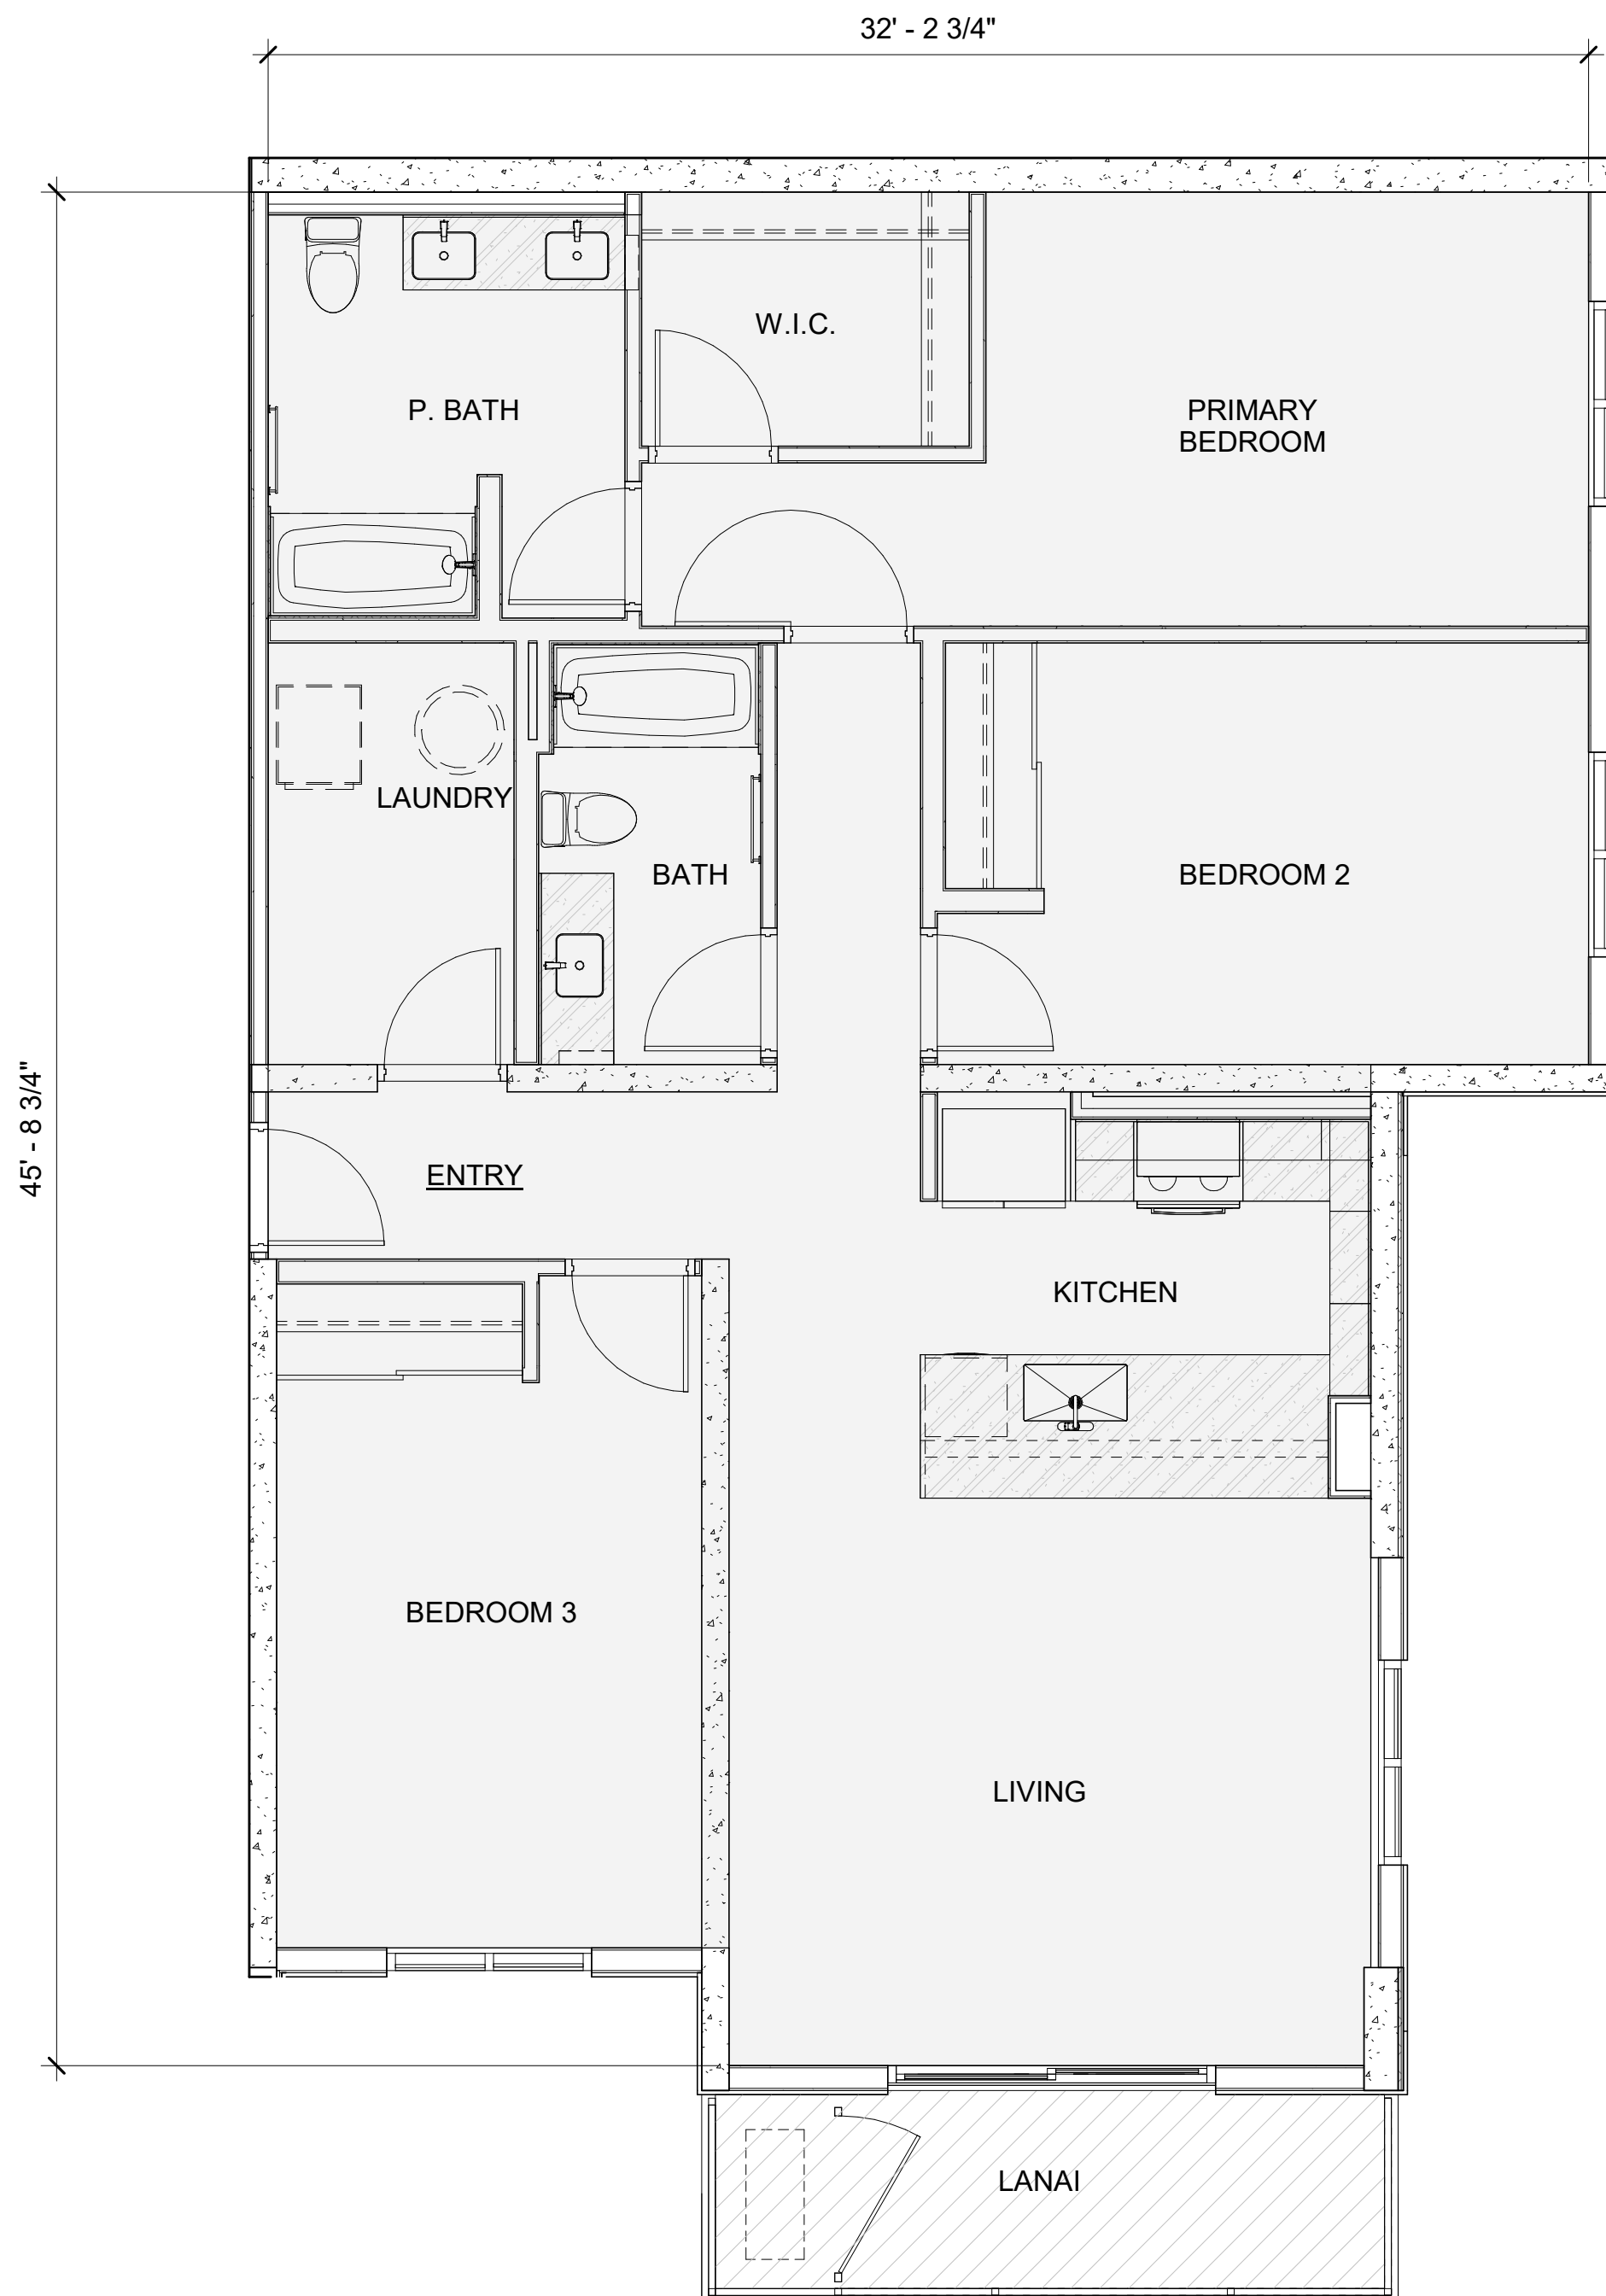 32' - 2 3/4"
W.I.C.
P. BATH
PRIMARY
BEDROOM
LAUNDRY
BATH
BEDROOM 2
45' - 8 3/4"
ENTRY
KITCHEN
BEDROOM 3
LIVING
LANAI